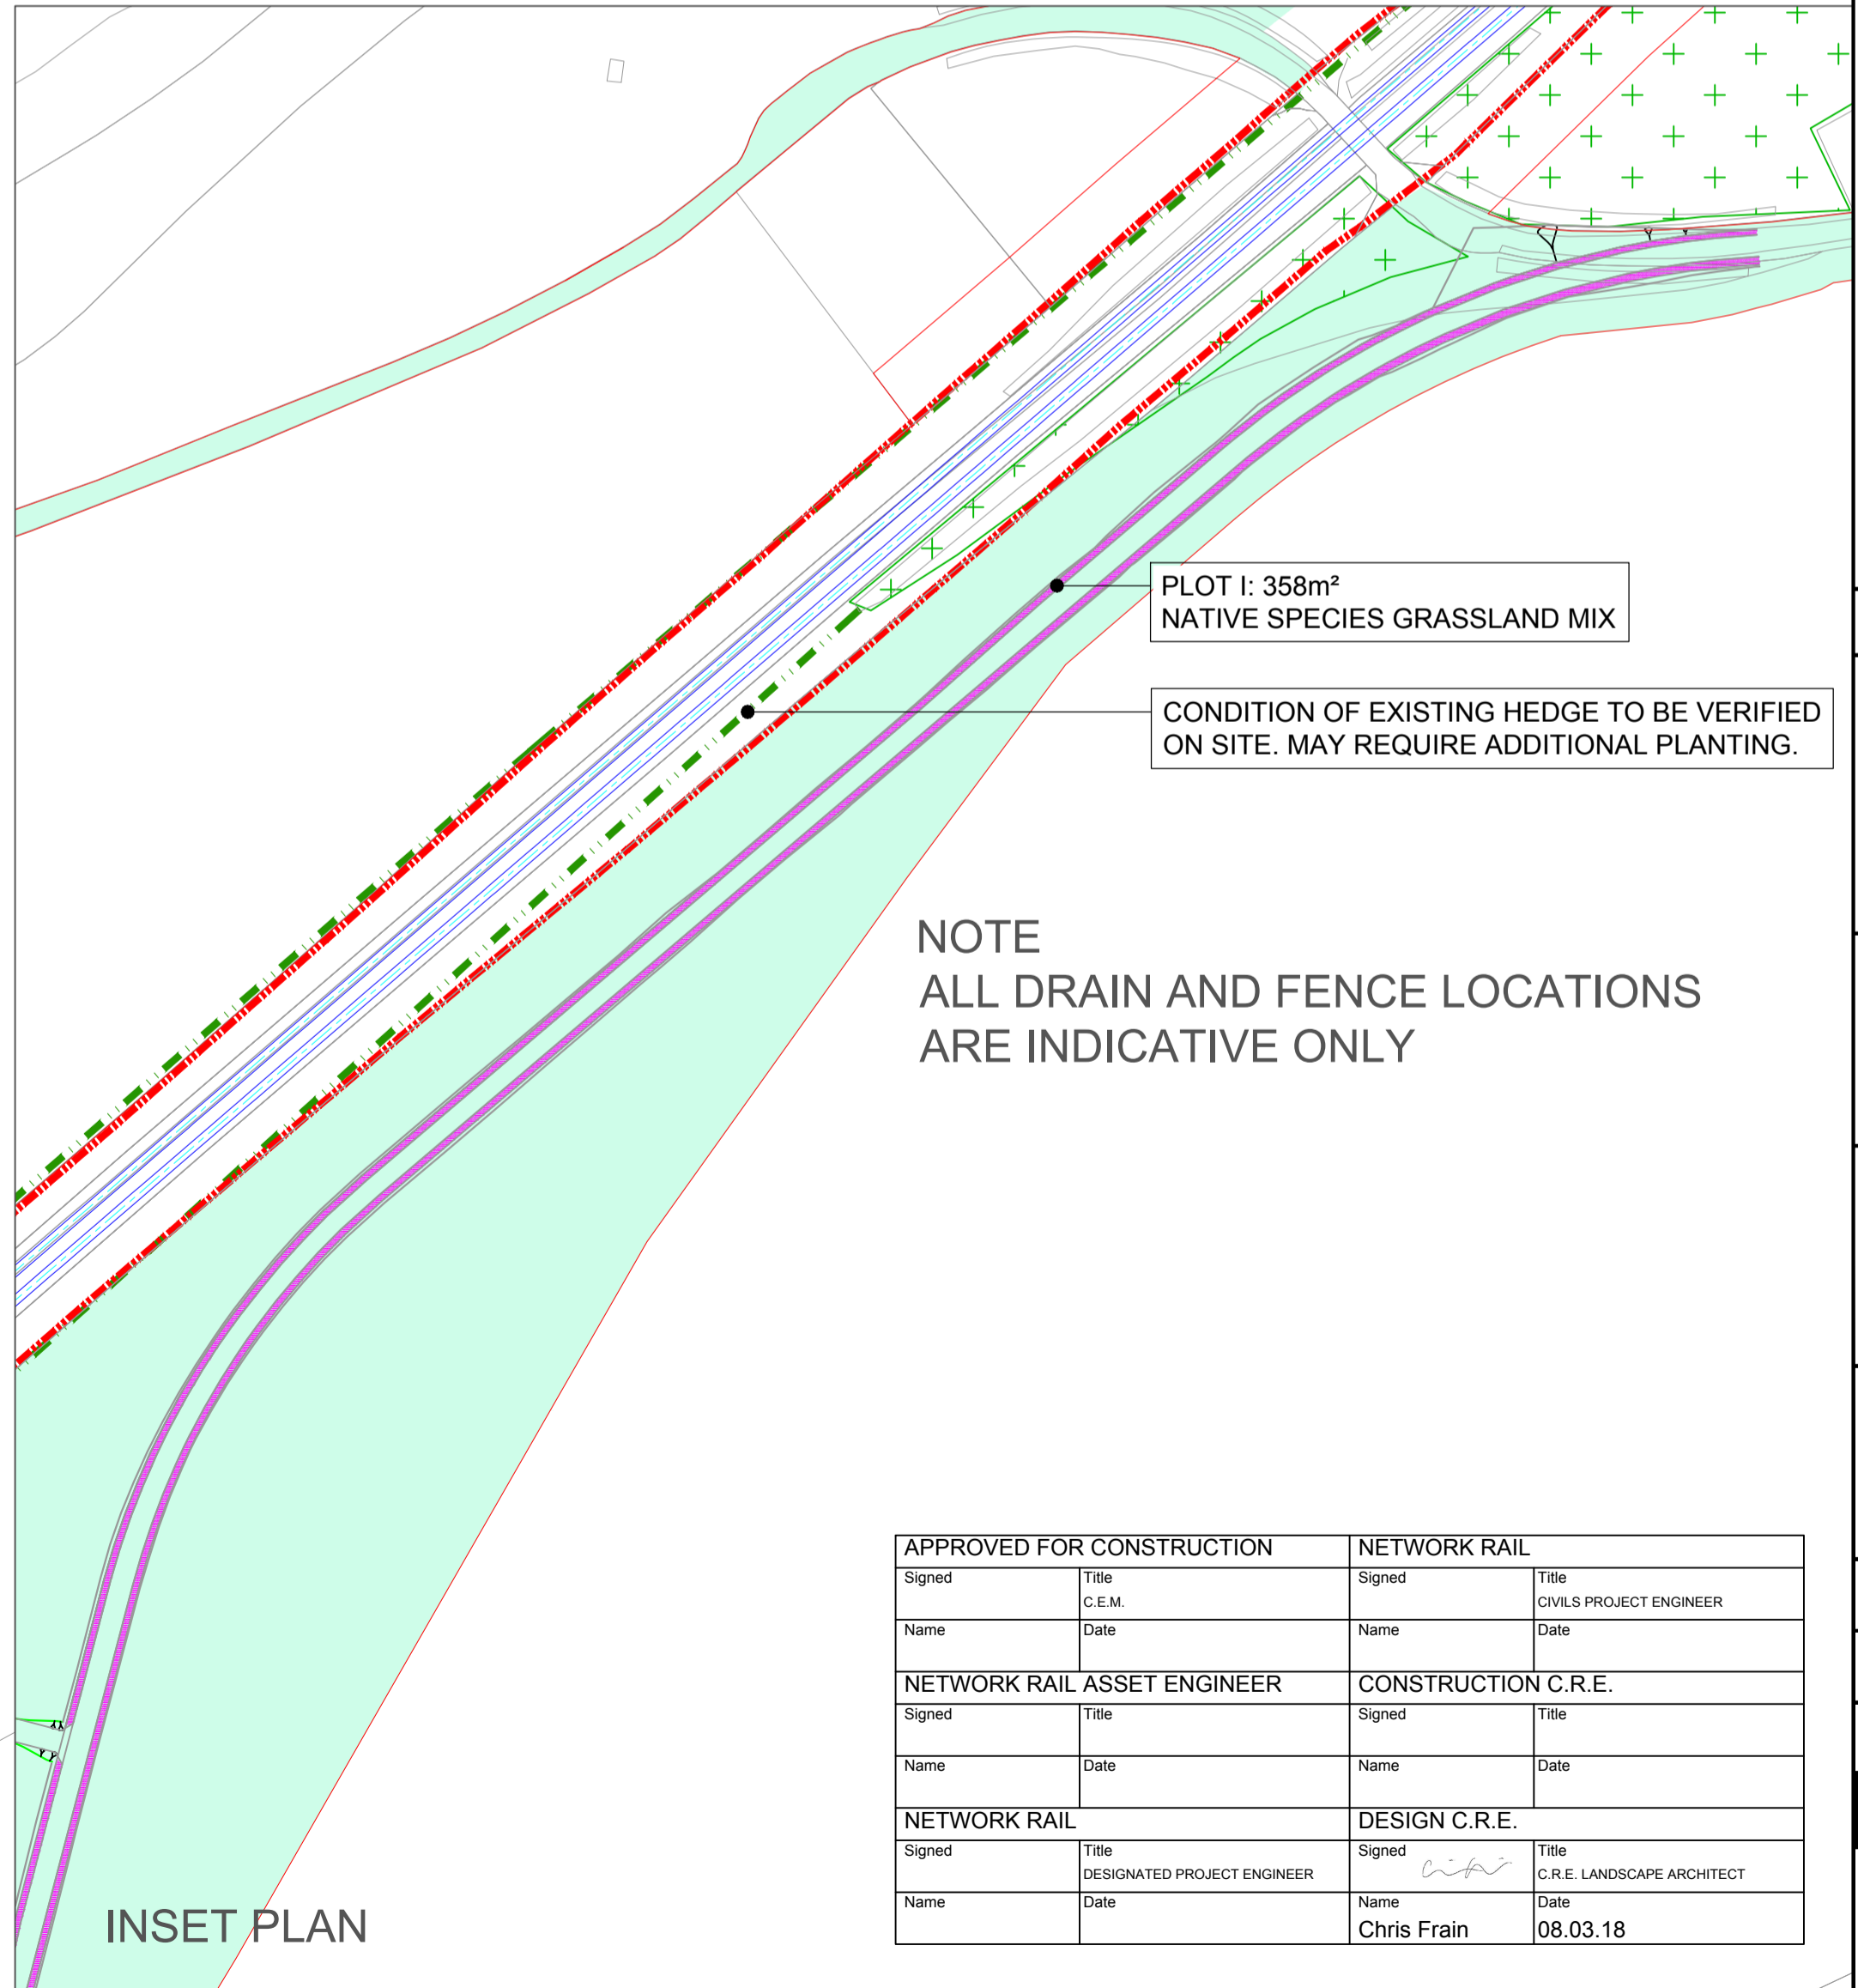 PLOT I: 358m²
NATIVE SPECIES GRASSLAND MIX
CONDITION OF EXISTING HEDGE TO BE VERIFIED
ON SITE. MAY REQUIRE ADDITIONAL PLANTING.
NOTE
ALL DRAIN AND FENCE LOCATIONS
ARE INDICATIVE ONLY
APPROVED FOR CONSTRUCTION NETWORK RAIL
Signed Title Signed Title
C.E.M. CIVILS PROJECT ENGINEER
Name Date Name Date
NETWORK RAIL ASSET ENGINEER CONSTRUCTION C.R.E.
Signed Title Signed Title
Name Date Name Date
NETWORK RAIL DESIGN C.R.E.
Signed Title Signed Title
DESIGNATED PROJECT ENGINEER C.R.E. LANDSCAPE ARCHITECT
Name Date Name Date
Chris Frain 08.03.18
INSET PLAN